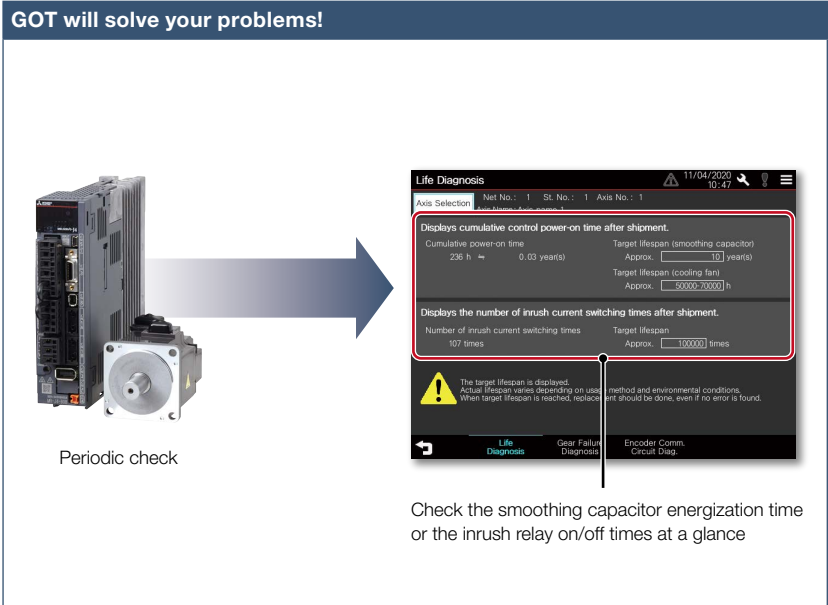 GOT will solve your problems!
Life Diagnosis
11/04/2020
10:47
Axis Selection
Net No.: 1 St. No.: 1 Axis No.: 1
Axis Name: Axis name 1
Displays cumulative control power-on time after shipment.
Cumulative power-on time
Target lifespan (smoothing capacitor)
236 h ≒ 0.03 year(s)
Approx. 10 year(s)
Target lifespan (cooling fan)
Approx. 50000-70000 h
Displays the number of inrush current switching times after shipment.
Number of inrush current switching times
Target lifespan
107 times
Approx. 100000 times
The target lifespan is displayed.
Actual lifespan varies depending on usage method and environmental conditions.
When target lifespan is reached, replacement should be done, even if no error is found.
Life
Diagnosis
Gear Failure
Diagnosis
Encoder Comm.
Circuit Diag.
Periodic check
Check the smoothing capacitor energization time
or the inrush relay on/off times at a glance